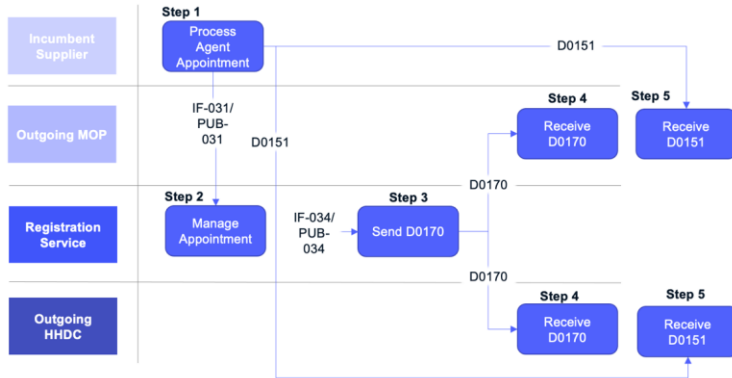 Step 1
Incumbent
Supplier
Process
Agent
Appointment
D0151
IF-031/
PUB-
031
Step 4
Step 5
Outgoing MOP
D0151
Receive
D0170
Receive
D0151
D0170
Step 2
Step 3
Registration
Service
Manage
Appointment
IF-034/
PUB-
034
Send D0170
D0170
Step 4
Step 5
Outgoing
HHDC
Receive
D0170
Receive
D0151